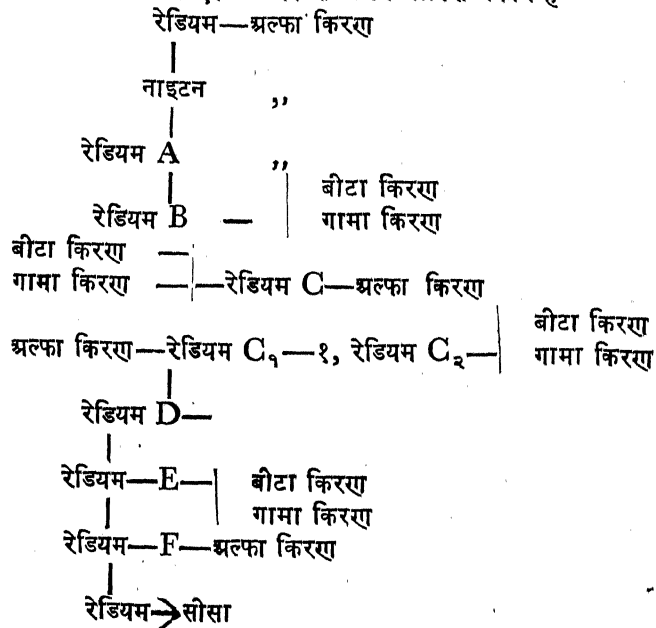 रेडियम—अल्फा किरण
नाइटन ,,
रेडियम A ,,
बीटा किरण
रेडियम B — गामा किरण
बीटा किरण —
गामा किरण — —रेडियम C—अल्फा किरण
बीटा किरण
अल्फा किरण—रेडियम C₁—१, रेडियम C₂— गामा किरण
रेडियम D—
रेडियम—E— बीटा किरण
गामा किरण
रेडियम—F—अल्फा किरण
रेडियम→सीसा